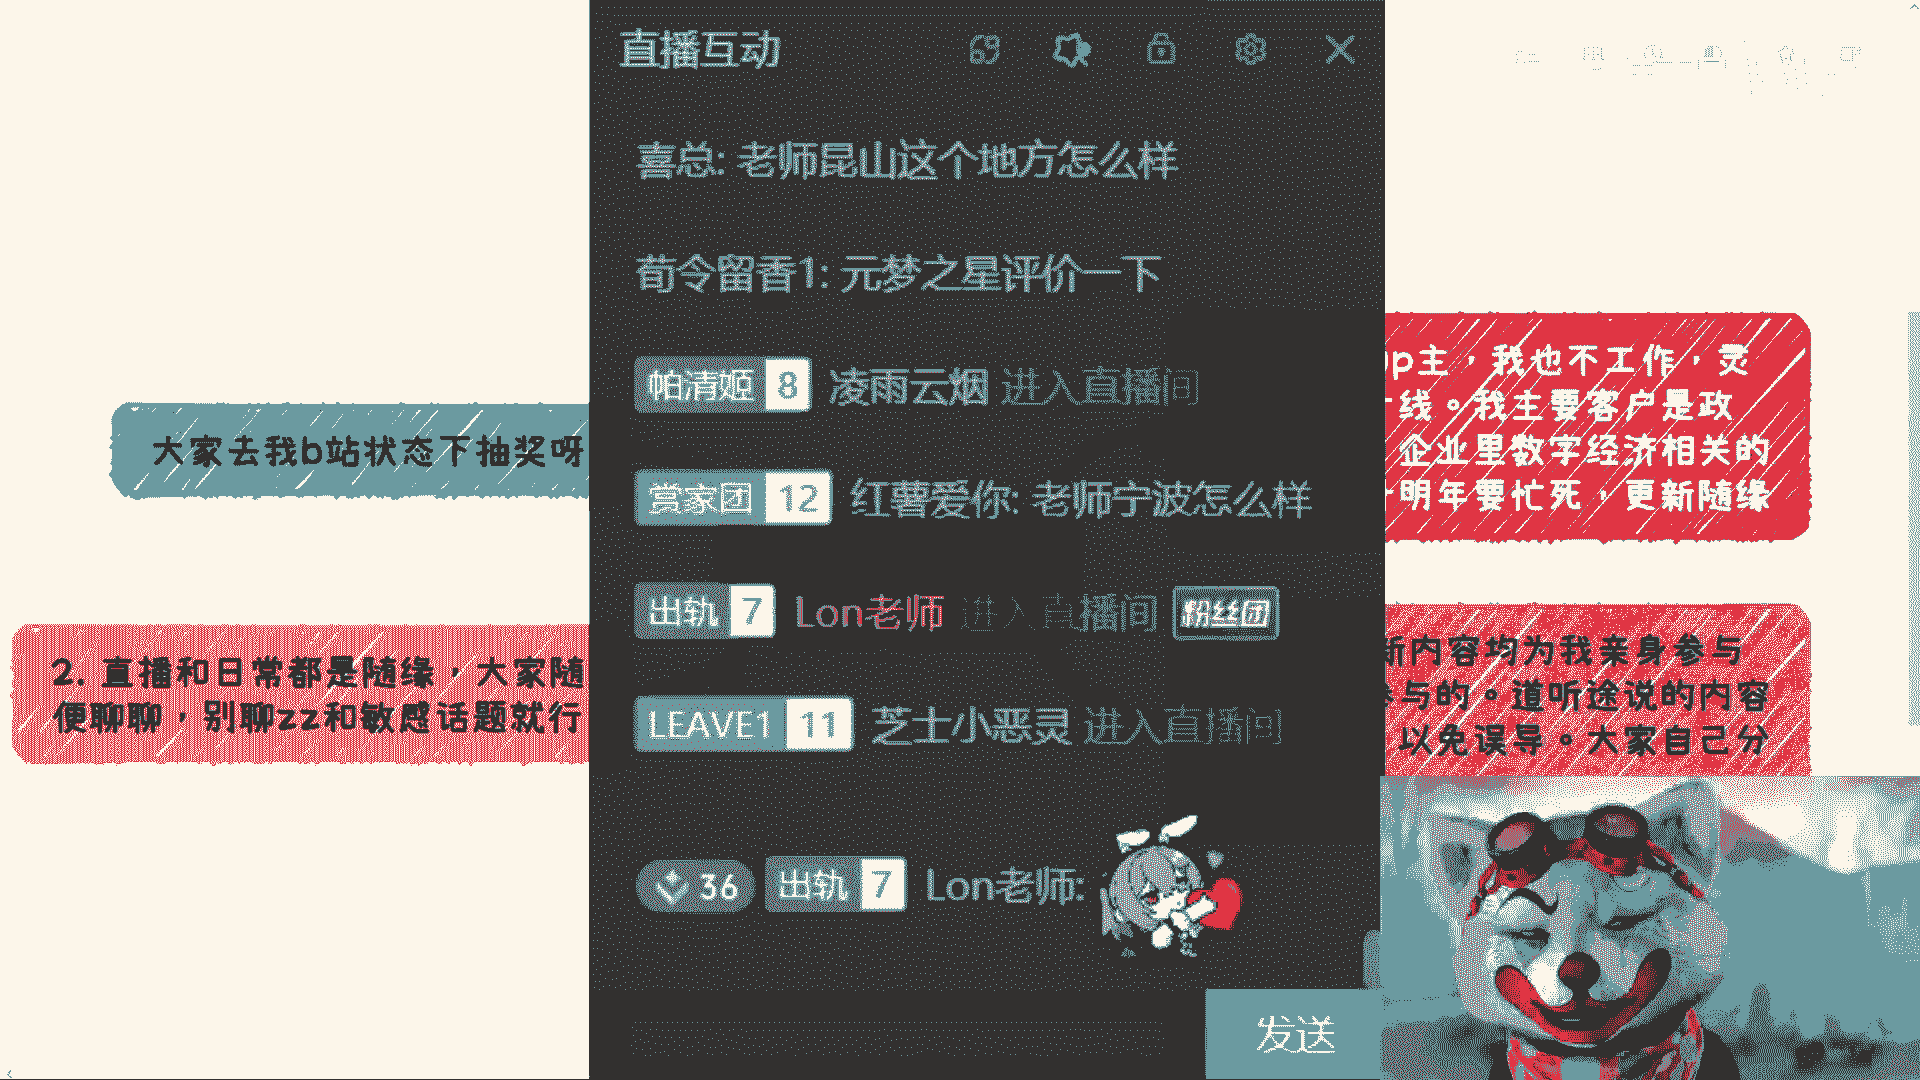 直播互动
喜总: 老师昆山这个地方怎么样
荀令留香1: 元梦之星评价一下
帕清姬 8 凌雨云烟 进入直播间
赏家团 12 红薯爱你: 老师宁波怎么样
出轨 7 Lon老师 进入直播间 粉丝团
LEAVE1 11 芝士小恶灵 进入直播间
36 出轨 7 Lon老师:
发送
大家去我b站状态下抽奖呀
2. 直播和日常都是随缘，大家随
便聊聊，别聊zz和敏感话题就行
p主，我也不工作，灵
线。我主要客户是政
企业里数字经济相关的
明年要忙死，更新随缘
新内容均为我亲身参与
参与的。道听途说的内容
以免误导。大家自己分